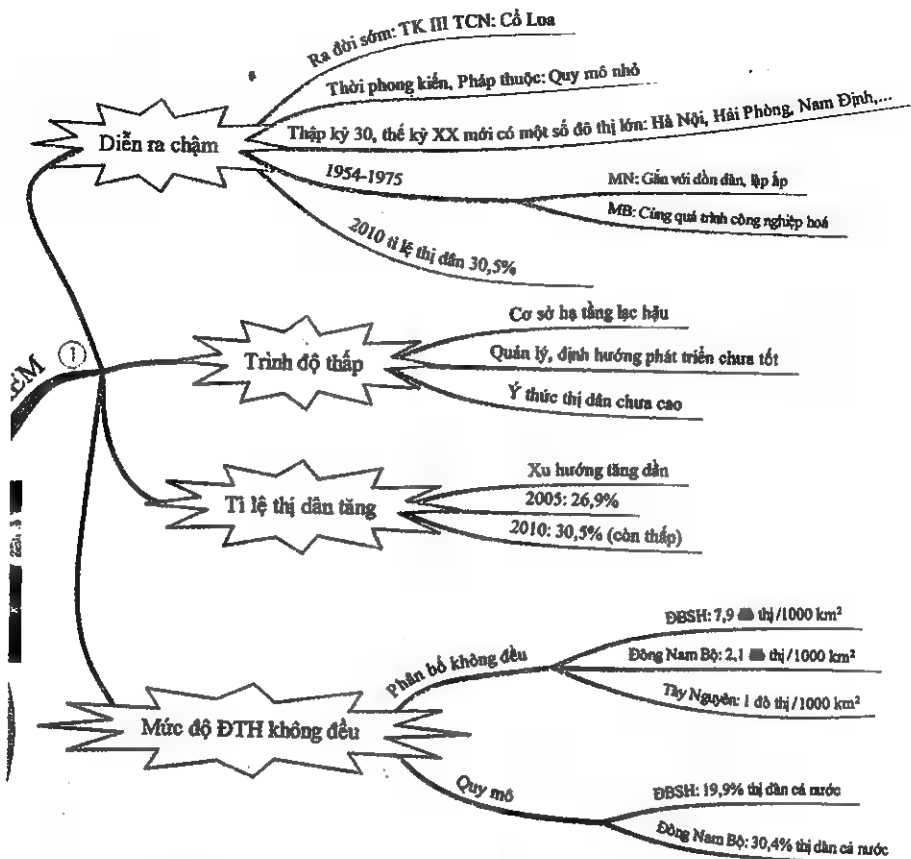 Ra đời sớm: TK III TCN: Cổ Loa
Thời phong kiến, Pháp thuộc: Quy mô nhỏ
Diễn ra chậm
Thập kỷ 30, thế kỷ XX mới có một số đô thị lớn: Hà Nội, Hải Phòng, Nam Định,...
1954-1975
MN: Gắn với dồn dân, lập ấp
MB: Cùng quá trình công nghiệp hoá
2010 tỉ lệ thị dân 30,5%
ĐIỂM 1
Trình độ thấp
Cơ sở hạ tầng lạc hậu
Quản lý, định hướng phát triển chưa tốt
Ý thức thị dân chưa cao
Tỉ lệ thị dân tăng
Xu hướng tăng dần
2005: 26,9%
2010: 30,5% (còn thấp)
Mức độ ĐTH không đều
Phân bố không đều
ĐBSH: 7,9 thị/1000 km²
Đông Nam Bộ: 2,1 thị/1000 km²
Tây Nguyên: 1 đô thị/1000 km²
Quy mô
ĐBSH: 19,9% thị dân cả nước
Đông Nam Bộ: 30,4% thị dân cả nước